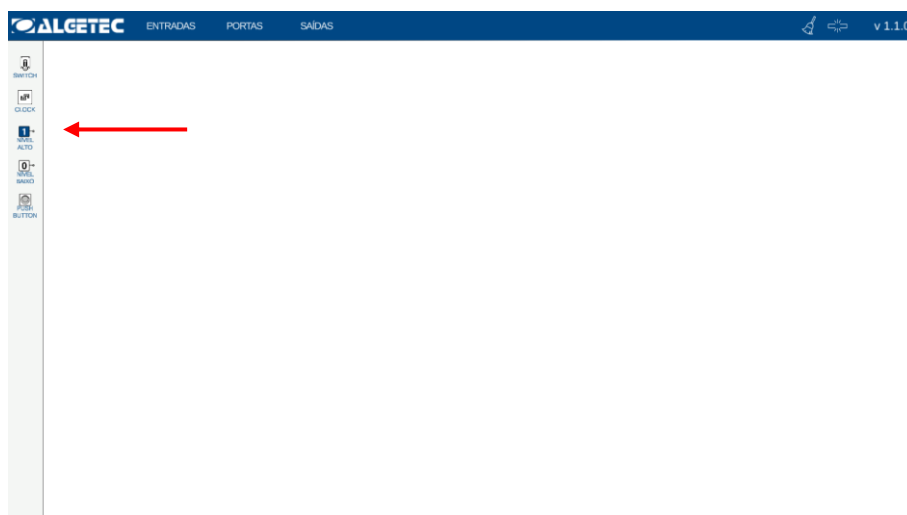 ALGETEC ENTRADAS PORTAS SAÍDAS v 1.1.0
SWITCH
CLOCK
1
NÍVEL
ALTO
0
NÍVEL
BAIXO
PUSH
BUTTON